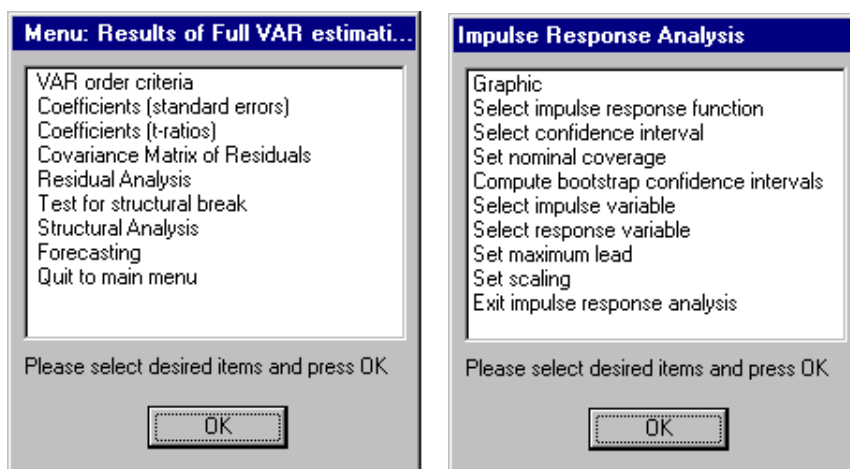 Menu: Results of Full VAR estimati...
VAR order criteria
Coefficients (standard errors)
Coefficients (t-ratios)
Covariance Matrix of Residuals
Residual Analysis
Test for structural break
Structural Analysis
Forecasting
Quit to main menu
Please select desired items and press OK
OK
Impulse Response Analysis
Graphic
Select impulse response function
Select confidence interval
Set nominal coverage
Compute bootstrap confidence intervals
Select impulse variable
Select response variable
Set maximum lead
Set scaling
Exit impulse response analysis
Please select desired items and press OK
OK